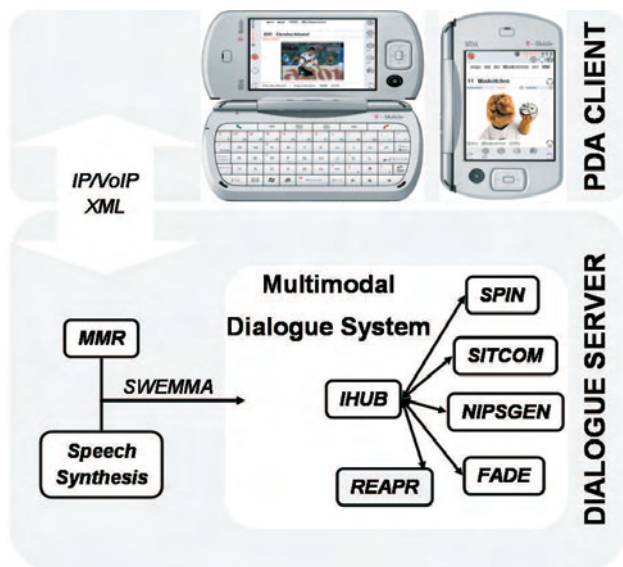 PDA CLIENT
IP/VoIP
XML
DIALOGUE SERVER
Multimodal
Dialogue System
MMR
SWEMMA
Speech
Synthesis
IHUB
SPIN
SITCOM
NIPSGEN
FADE
REAPR